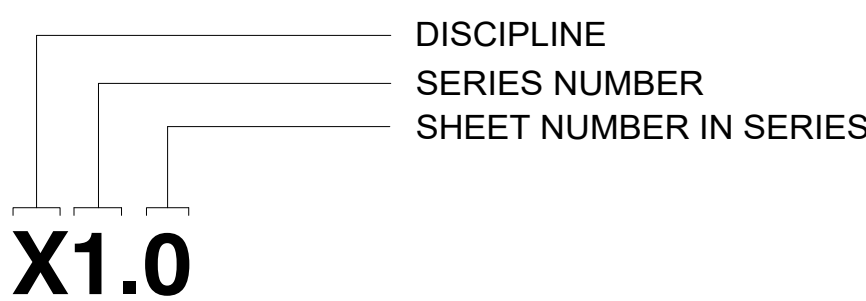 DISCIPLINE
SERIES NUMBER
SHEET NUMBER IN SERIES
X1.0